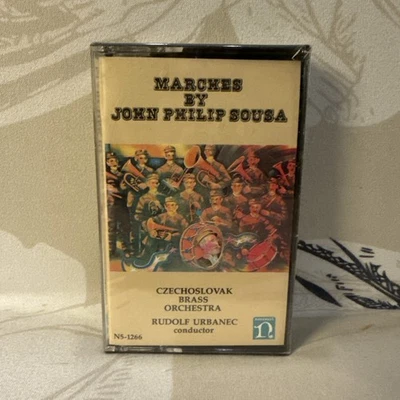 MARCHES
BY
JOHN PHILIP SOUSA
CZECHOSLOVAK
BRASS
ORCHESTRA
RUDOLF URBANEC
conductor
NS-1266
n